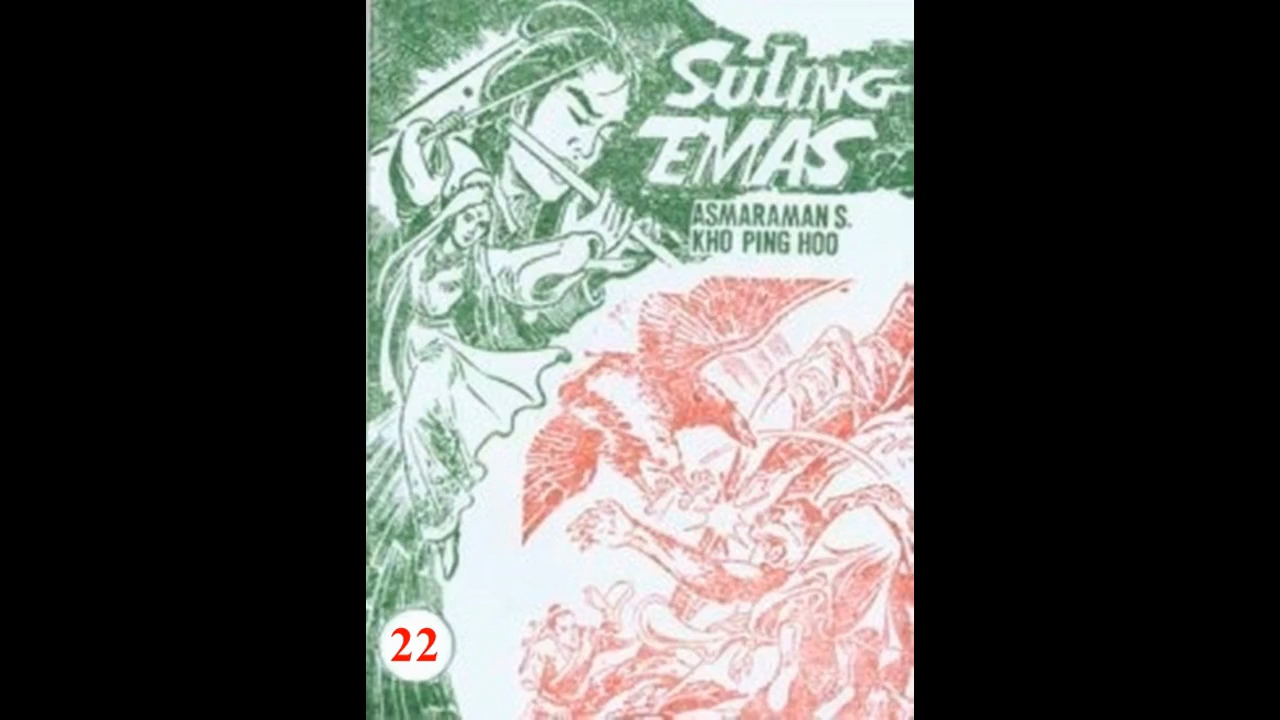 SULING
EMAS
ASMARAMAN S.
KHO PING HOO
22